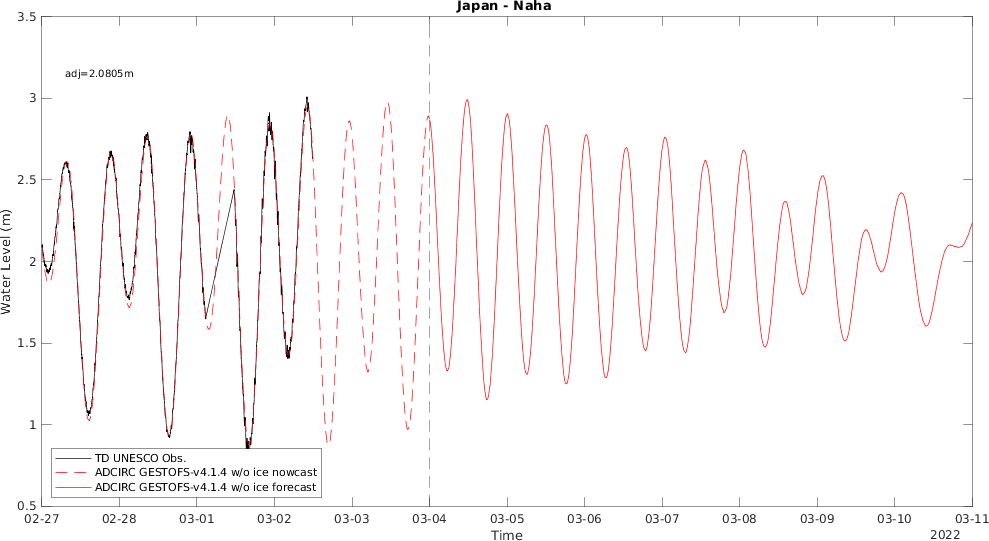 Japan - Naha
3.5
adj=2.0805m
3
2.5
2
1.5
1
0.5
Water Level (m)
TD UNESCO Obs.
ADCIRC GESTOFS-v4.1.4 w/o ice nowcast
ADCIRC GESTOFS-v4.1.4 w/o ice forecast
02-27 02-28 03-01 03-02 03-03 03-04 03-05 03-06 03-07 03-08 03-09 03-10 03-11
Time
2022